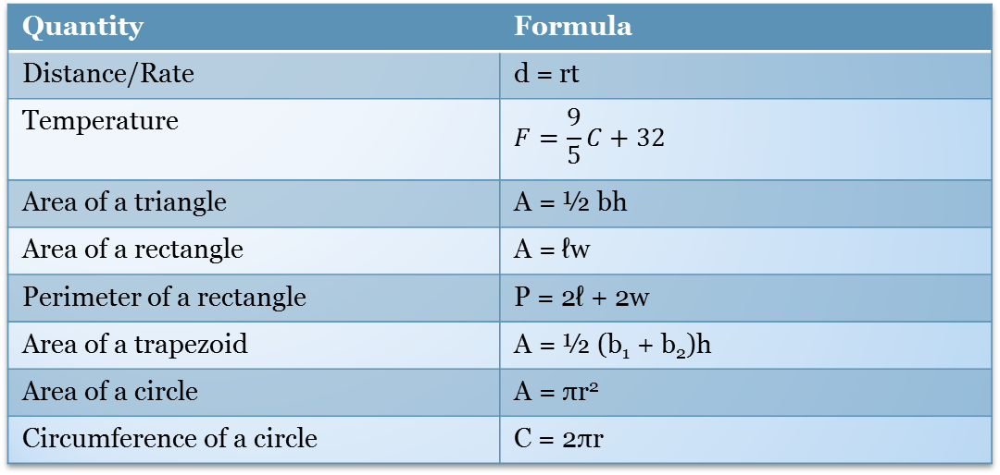 Quantity Formula
Distance/Rate d = rt
Temperature F = 9/5 C + 32
Area of a triangle A = ½ bh
Area of a rectangle A = ℓw
Perimeter of a rectangle P = 2ℓ + 2w
Area of a trapezoid A = ½ (b₁ + b₂)h
Area of a circle A = πr²
Circumference of a circle C = 2πr